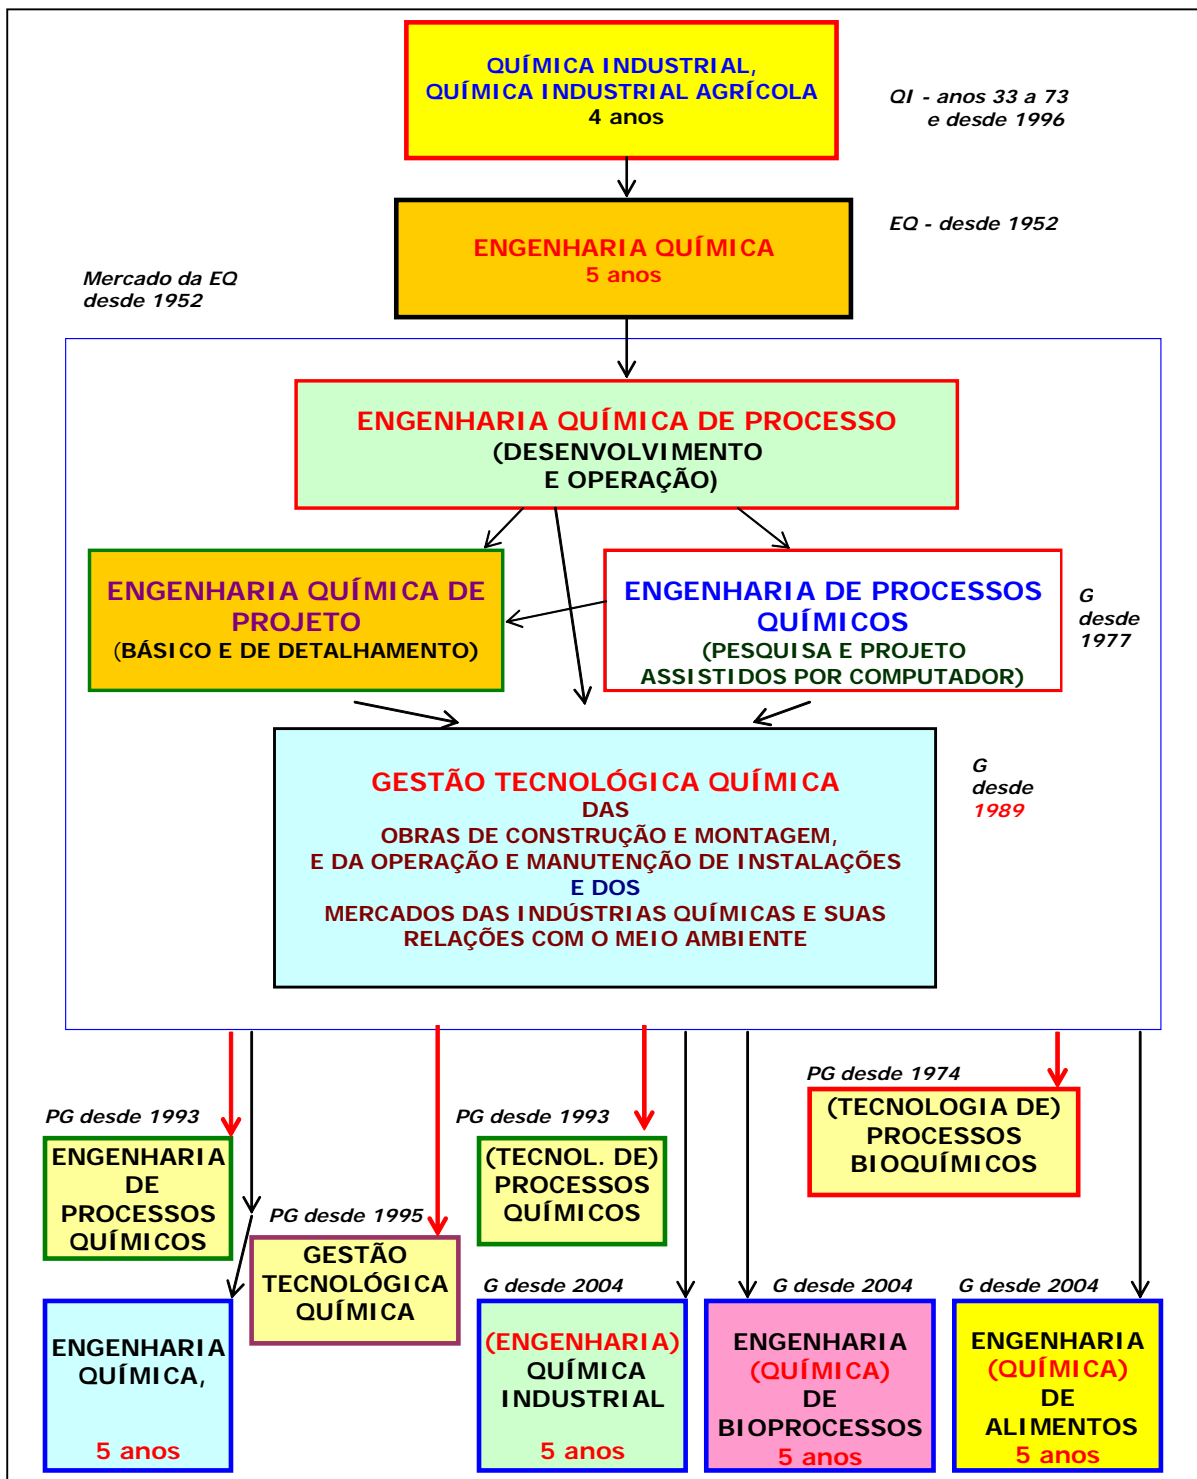 QUÍMICA INDUSTRIAL,
QUÍMICA INDUSTRIAL AGRÍCOLA
4 anos
QI - anos 33 a 73
e desde 1996
ENGENHARIA QUÍMICA
5 anos
EQ - desde 1952
Mercado da EQ
desde 1952
ENGENHARIA QUÍMICA DE PROCESSO
(DESENVOLVIMENTO
E OPERAÇÃO)
ENGENHARIA QUÍMICA DE
PROJETO
(BÁSICO E DE DETALHAMENTO)
ENGENHARIA DE PROCESSOS
QUÍMICOS
(PESQUISA E PROJETO
ASSISTIDOS POR COMPUTADOR)
G
desde
1977
GESTÃO TECNOLÓGICA QUÍMICA
DAS
OBRAS DE CONSTRUÇÃO E MONTAGEM,
E DA OPERAÇÃO E MANUTENÇÃO DE INSTALAÇÕES
E DOS
MERCADOS DAS INDÚSTRIAS QUÍMICAS E SUAS
RELAÇÕES COM O MEIO AMBIENTE
G
desde
1989
PG desde 1993
ENGENHARIA
DE
PROCESSOS
QUÍMICOS
PG desde 1995
GESTÃO
TECNOLÓGICA
QUÍMICA
PG desde 1993
(TECNOL. DE)
PROCESSOS
QUÍMICOS
PG desde 1974
(TECNOLOGIA DE)
PROCESSOS
BIOQUÍMICOS
ENGENHARIA
QUÍMICA,
5 anos
G desde 2004
(ENGENHARIA)
QUÍMICA
INDUSTRIAL
5 anos
G desde 2004
ENGENHARIA
(QUÍMICA)
DE
BIOPROCESSOS
5 anos
G desde 2004
ENGENHARIA
(QUÍMICA)
DE
ALIMENTOS
5 anos